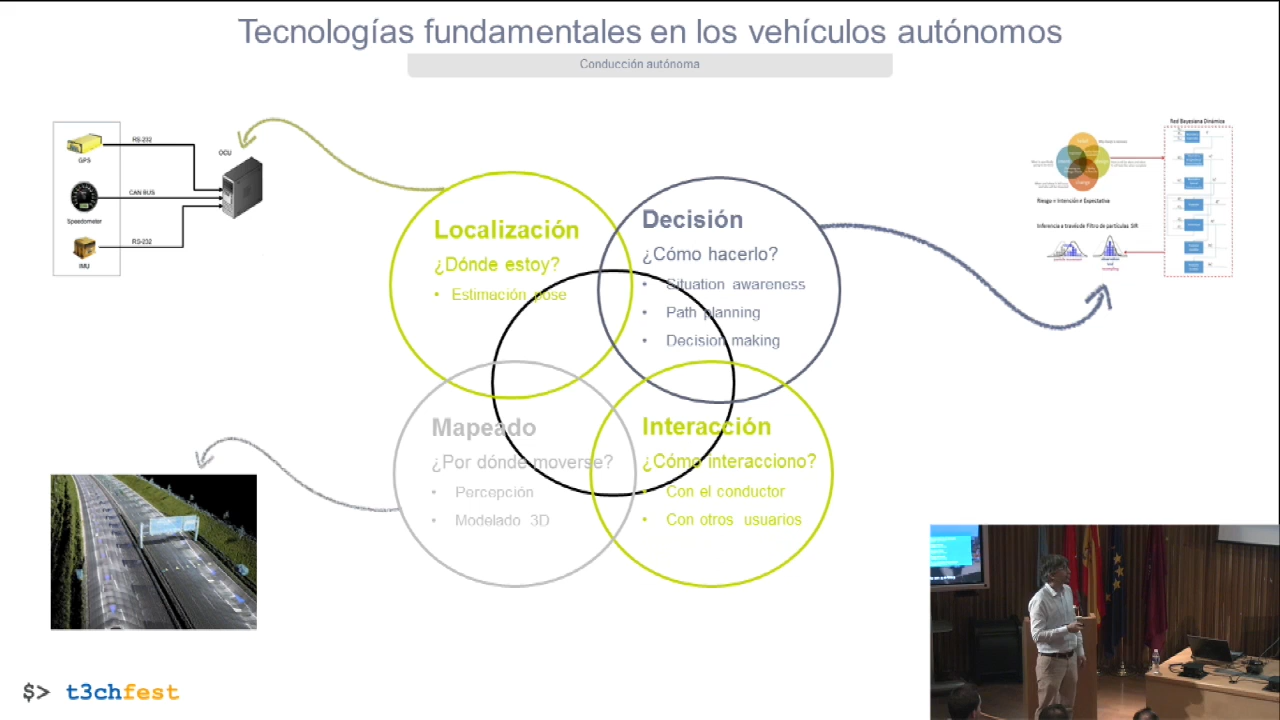 Tecnologías fundamentales en los vehículos autónomos
Conducción autónoma
RS-232
GPS
OCU
CAN BUS
Speedometer
RS-232
IMU
Localización
¿Dónde estoy?
• Estimación pose
Decisión
¿Cómo hacerlo?
• Situation awareness
• Path planning
• Decision making
Red Bayesiana Dinámica
Riesgo = Intención ≠ Expectativa
Inferencia a través de Filtro de partículas SIR
Mapeado
¿Por dónde moverse?
• Percepción
• Modelado 3D
Interacción
¿Cómo interacciono?
• Con el conductor
• Con otros usuarios
$> t3chfest